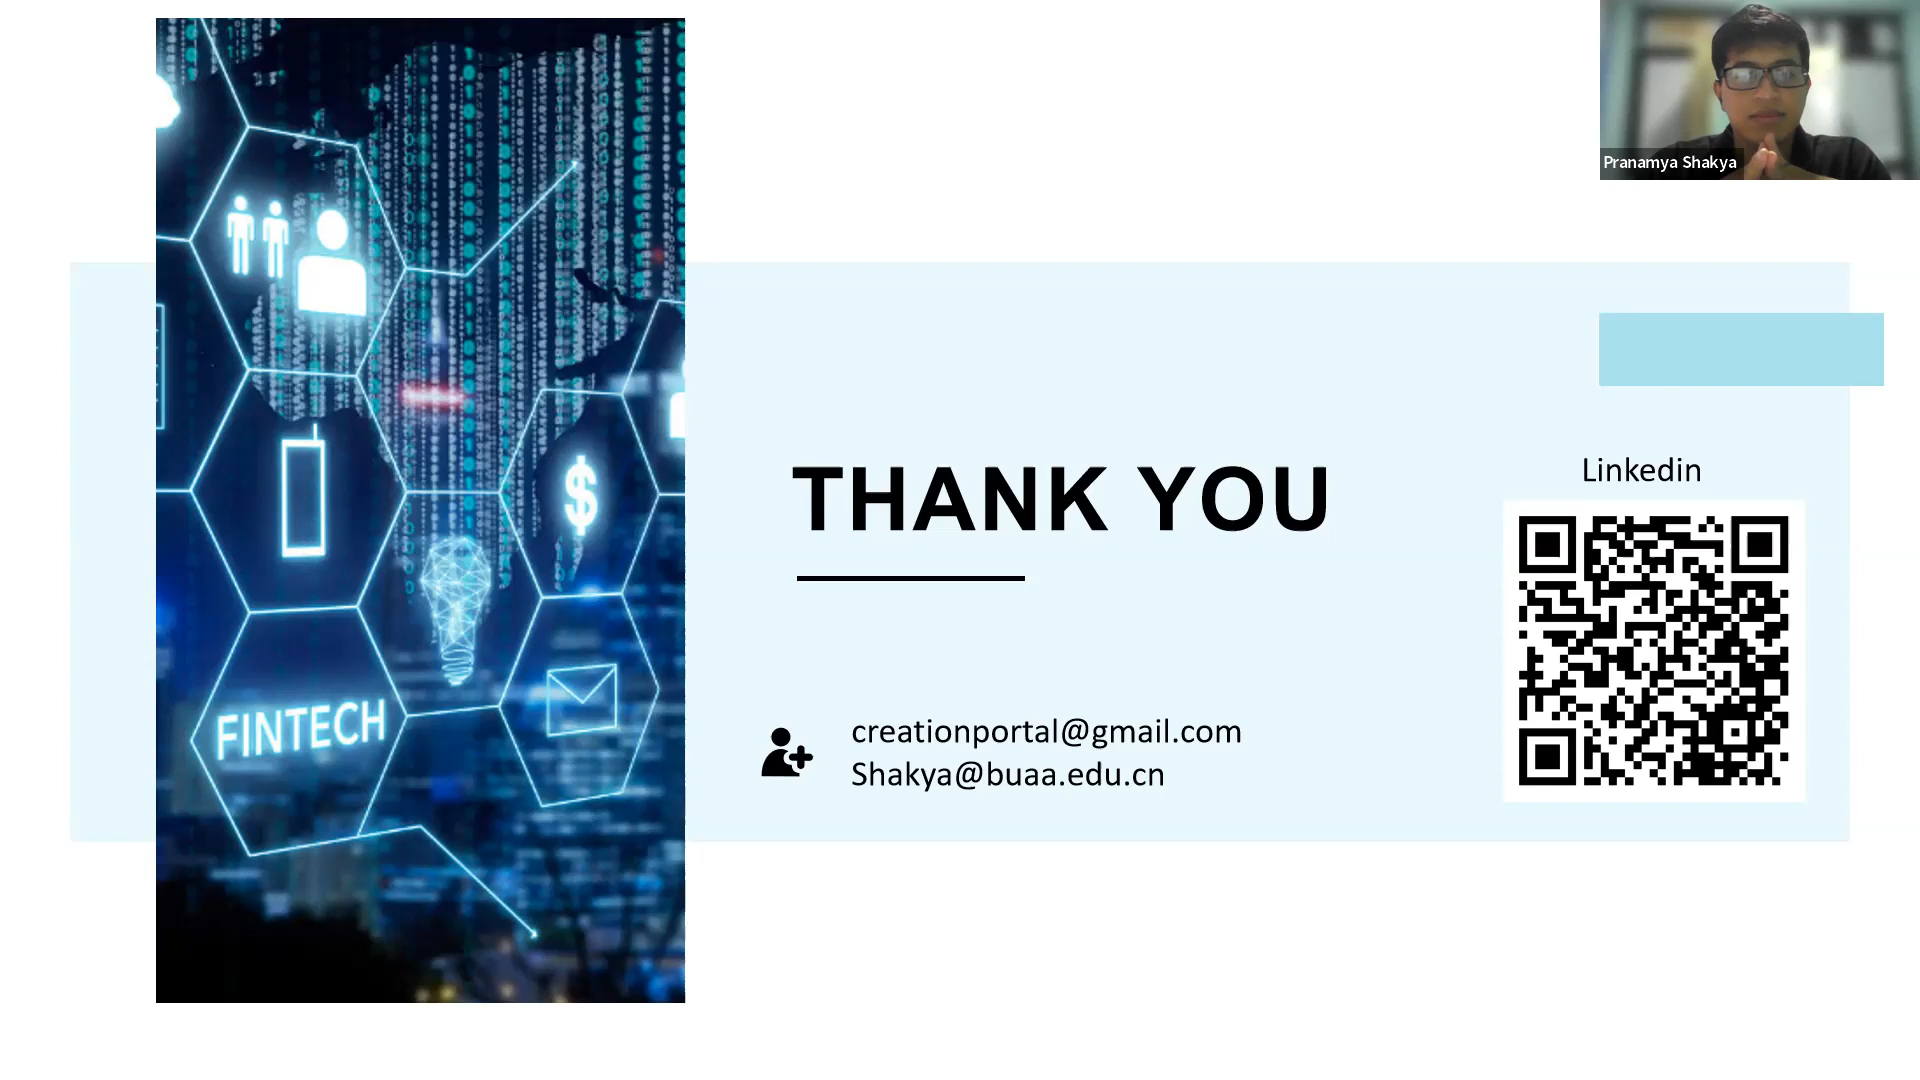 Pranamya Shakya
FINTECH
$
THANK YOU
Linkedin
creationportal@gmail.com
Shakya@buaa.edu.cn